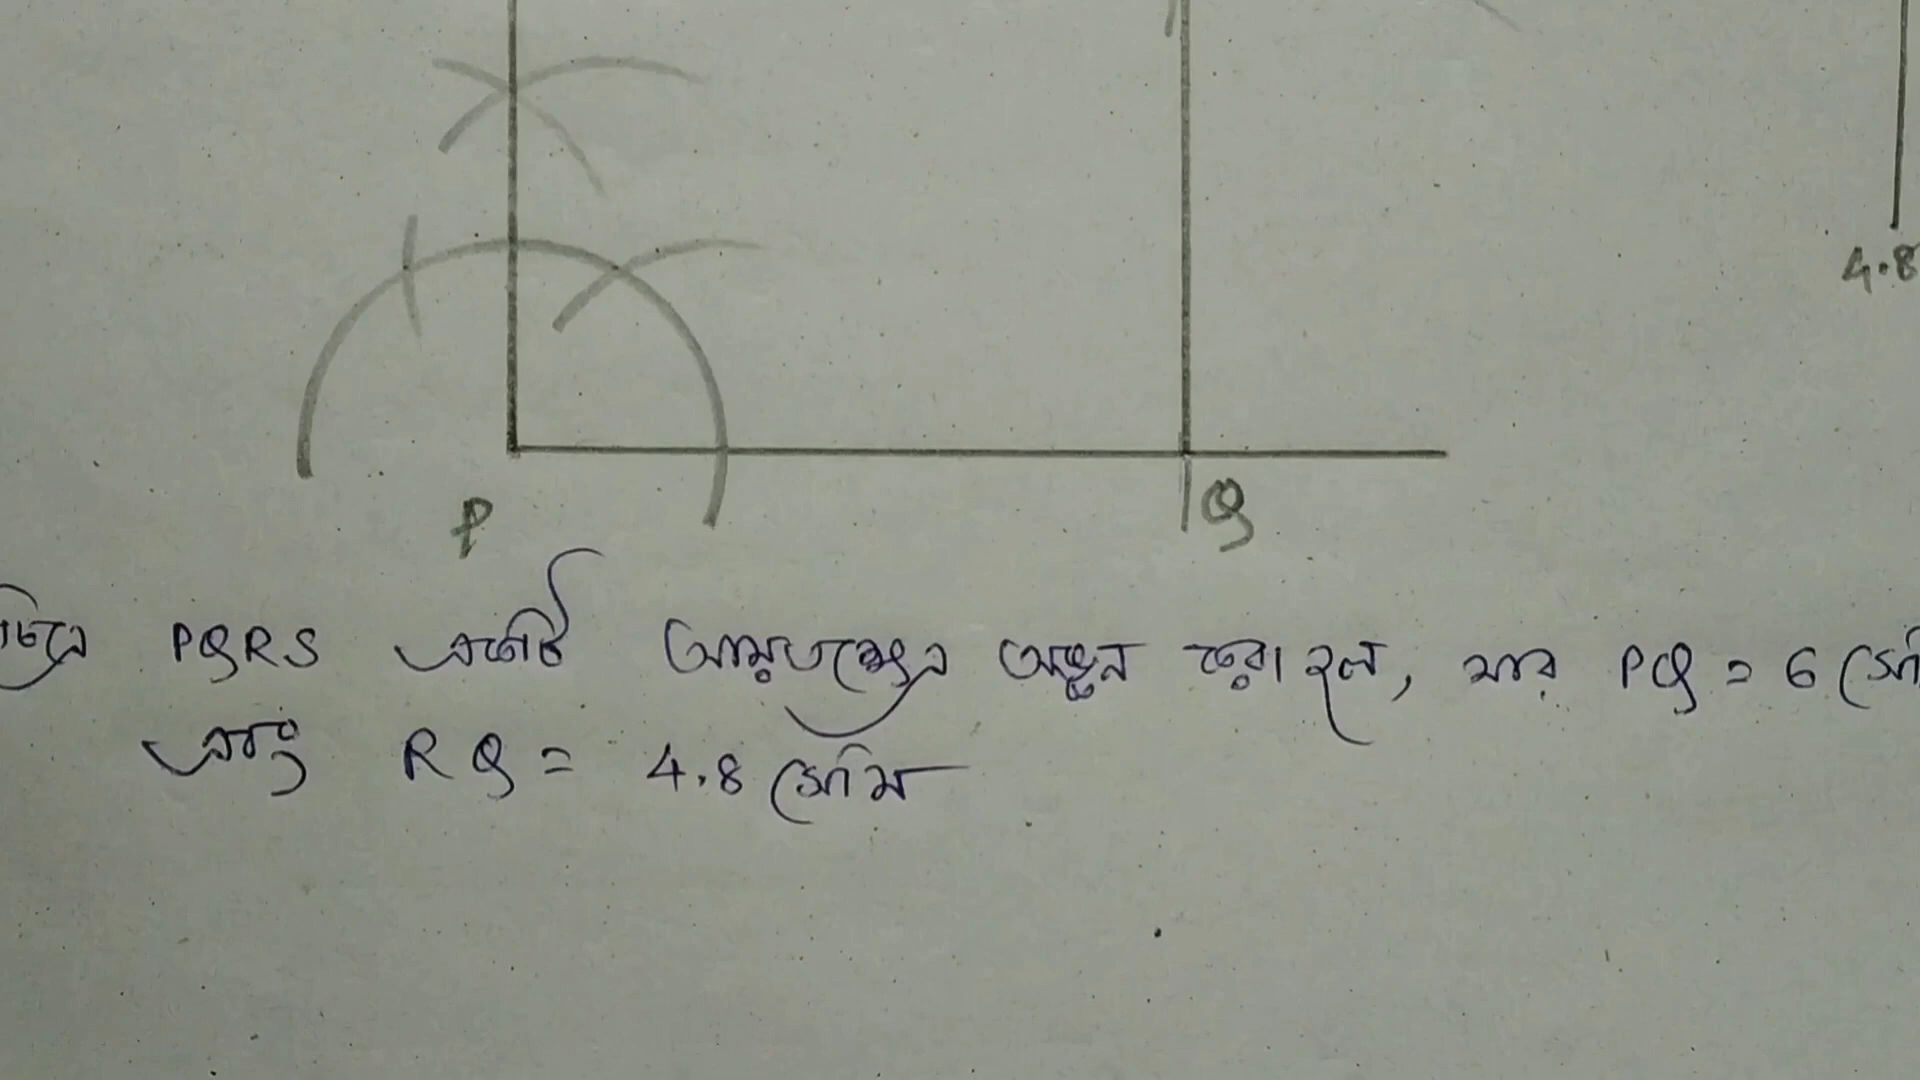 4.8
P Q
চিত্রে PQRS একটি আয়তক্ষেত্র অঙ্কন করা হল, যার PQ = 6 সেমি
এবং RQ = 4.8 সেমি